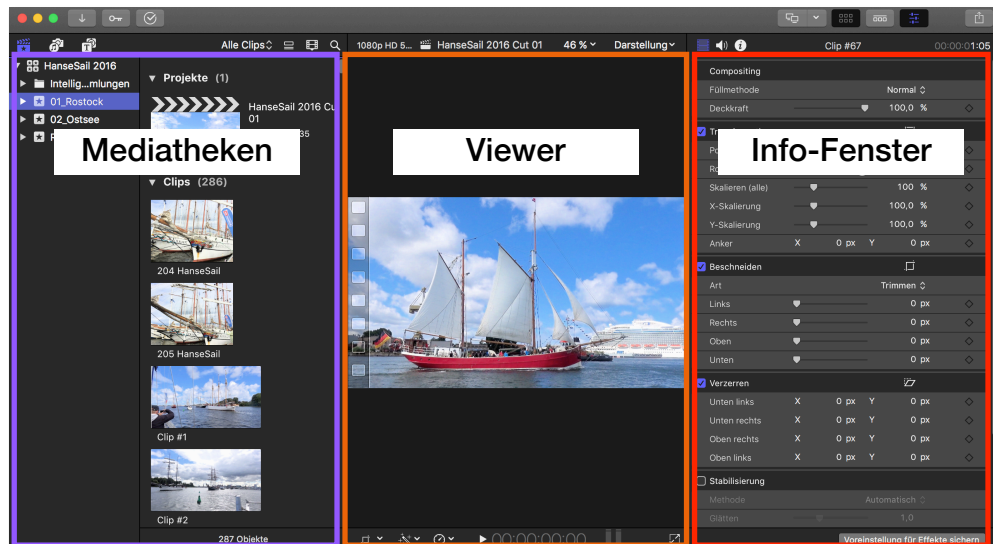 Alle Clips
1080p HD 5... HanseSail 2016 Cut 01 46 % Darstellung
Clip #67 00:00:01:05
HanseSail 2016
Intellig...mlungen
01_Rostock
02_Ostsee
Projekte (1)
HanseSail 2016 Cu
01
35
Mediatheken
Clips (286)
204 HanseSail
205 HanseSail
Clip #1
Clip #2
287 Objekte
Viewer
00:00:00:00
Compositing
Füllmethode Normal
Deckkraft 100,0 %
Info-Fenster
Skalieren (alle) 100 %
X-Skalierung 100,0 %
Y-Skalierung 100,0 %
Anker X 0 px Y 0 px
Beschneiden
Art Trimmen
Links 0 px
Rechts 0 px
Oben 0 px
Unten 0 px
Verzerren
Unten links X 0 px Y 0 px
Unten rechts X 0 px Y 0 px
Oben rechts X 0 px Y 0 px
Oben links X 0 px Y 0 px
Stabilisierung
Methode Automatisch
Glätten 1,0
Voreinstellung für Effekte sichern